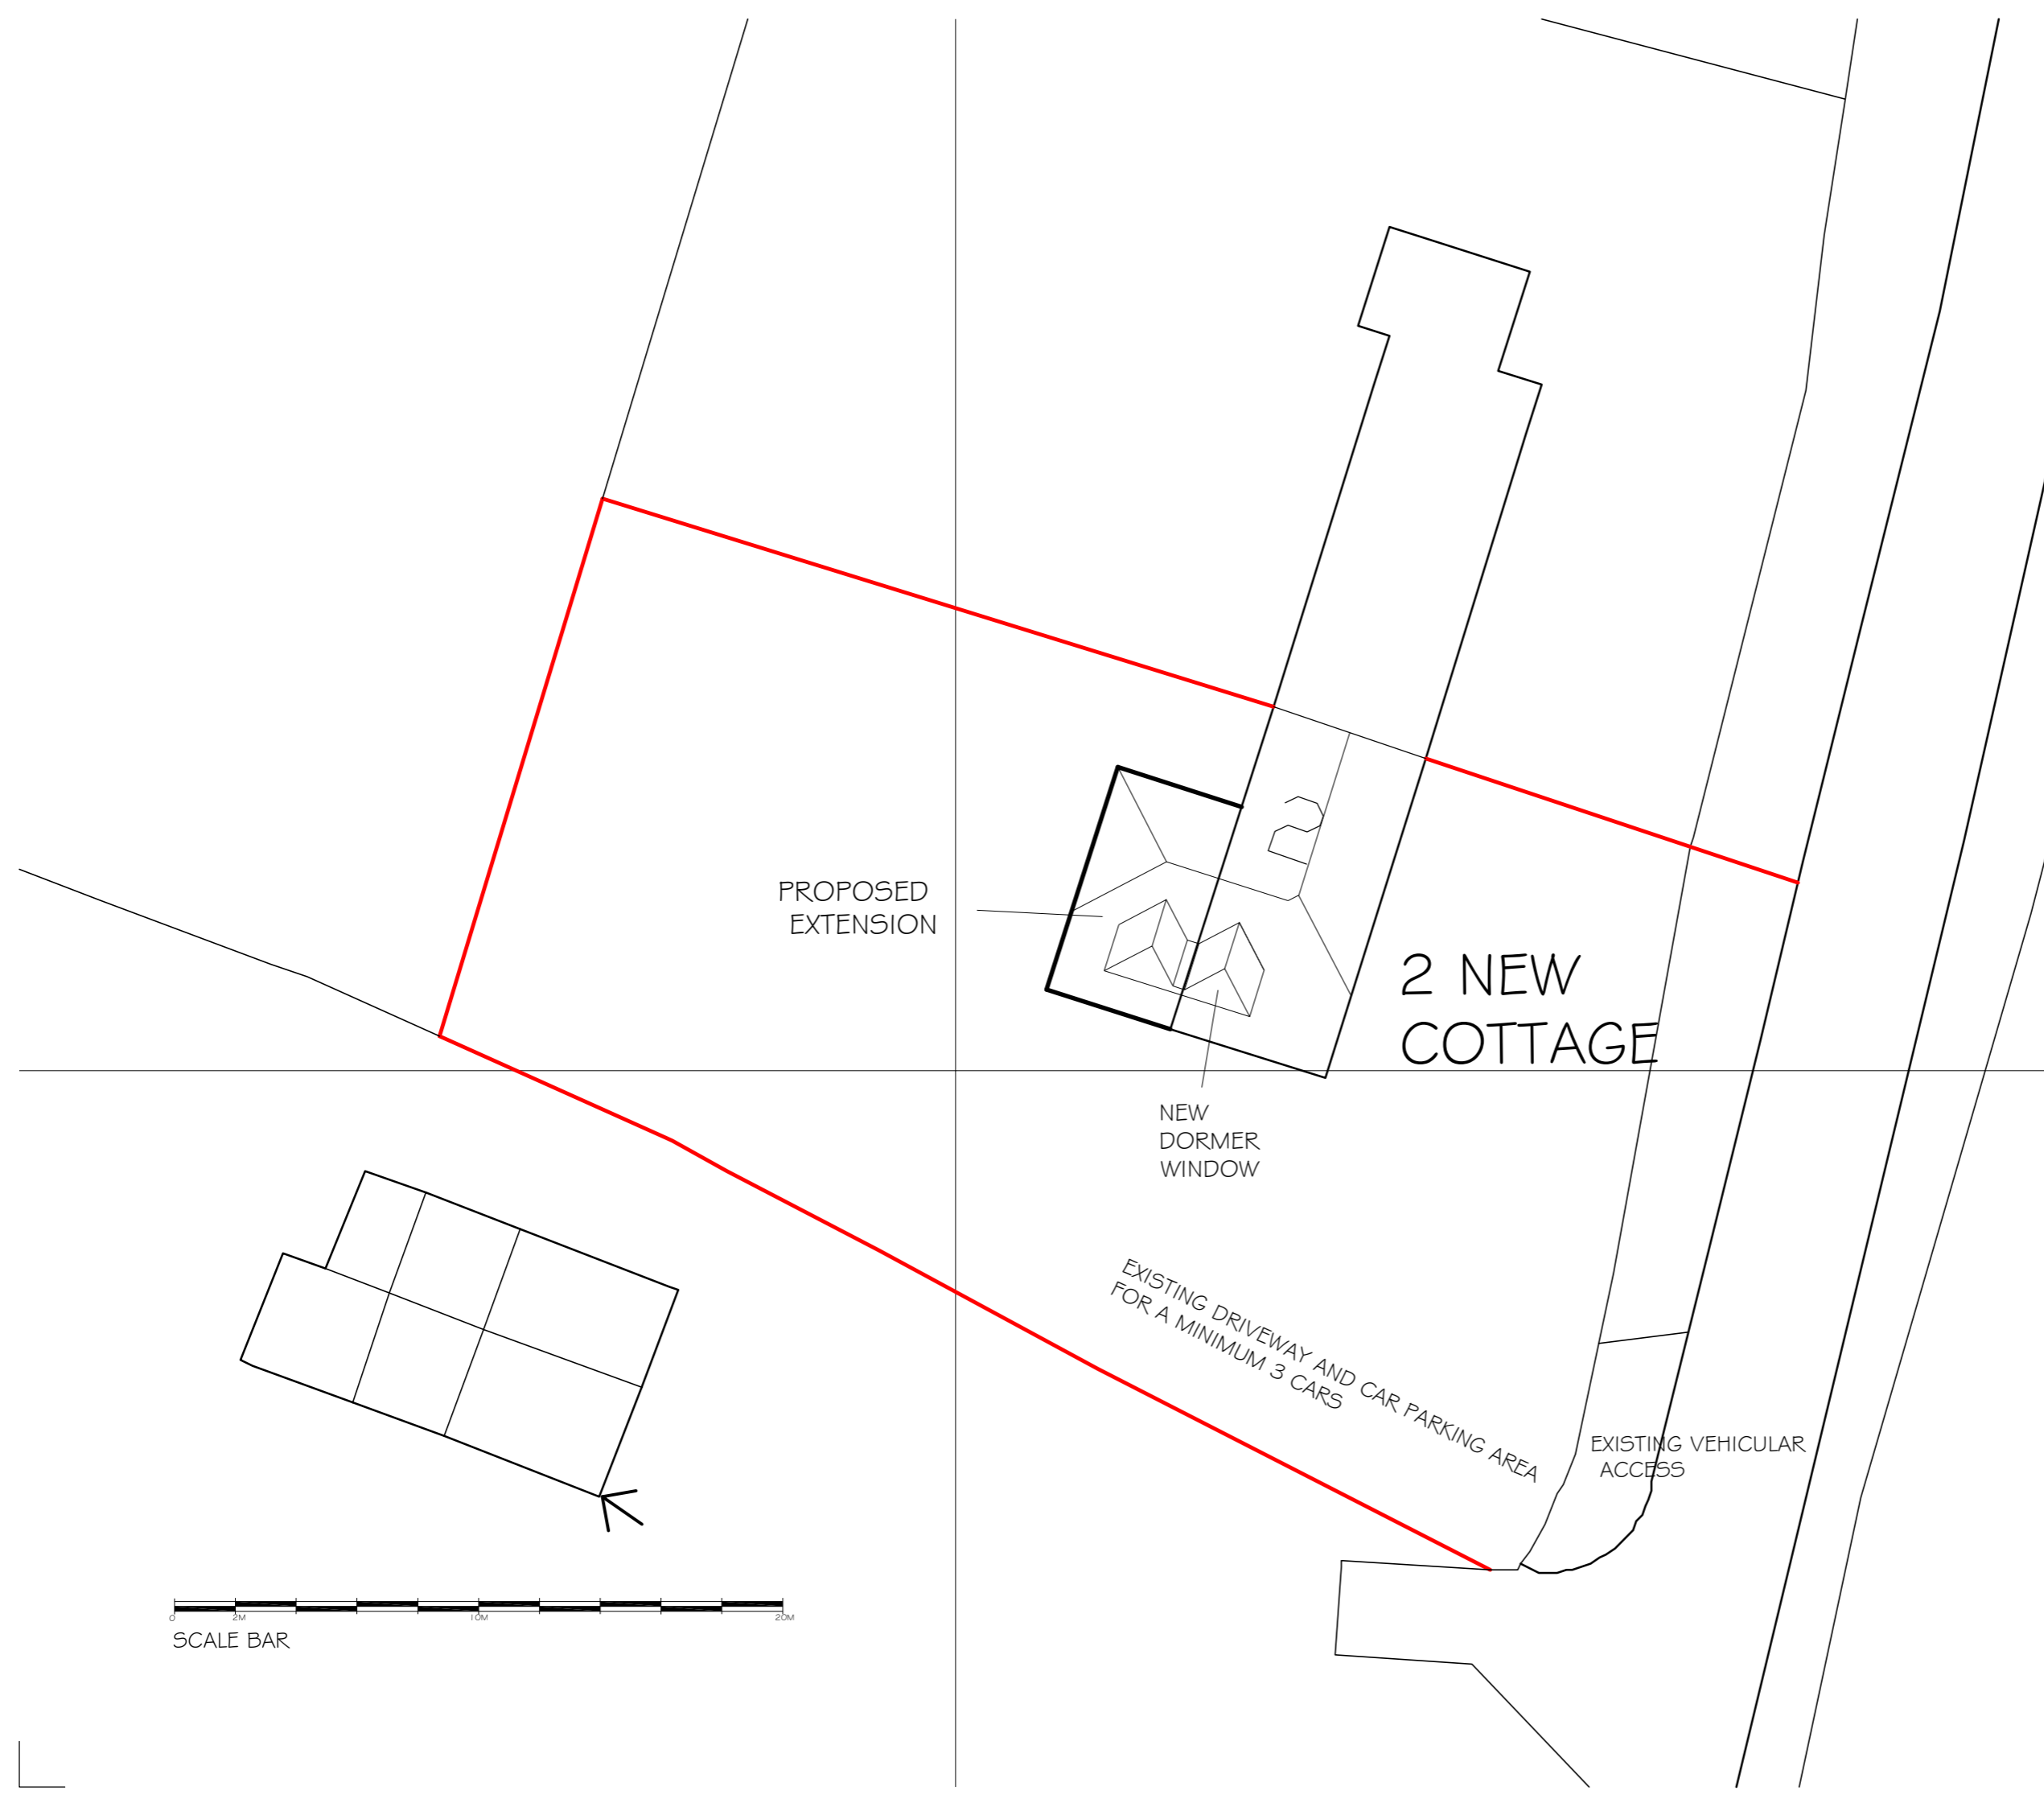 2
PROPOSED
EXTENSION
2 NEW
COTTAGE
NEW
DORMER
WINDOW
EXISTING DRIVEWAY AND CAR PARKING AREA
FOR A MINIMUM 3 CARS
EXISTING VEHICULAR
ACCESS
0 2M 10M 20M
SCALE BAR